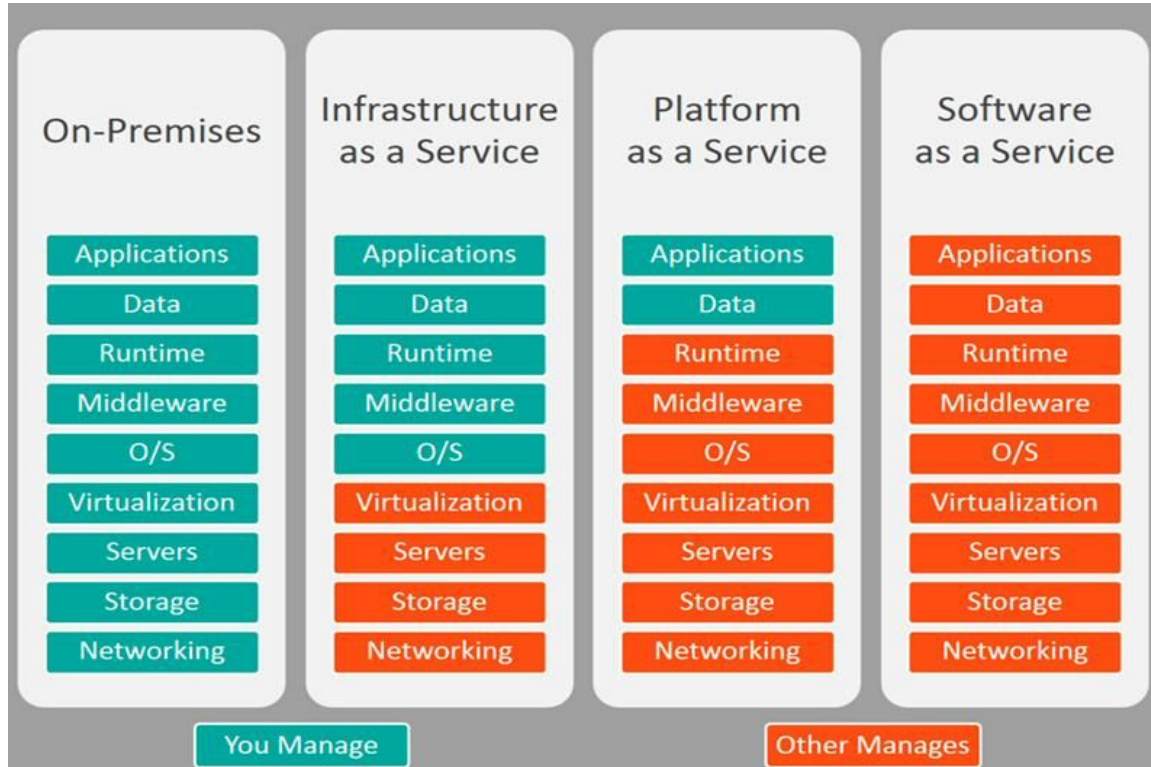 On-Premises
Applications
Data
Runtime
Middleware
O/S
Virtualization
Servers
Storage
Networking
Infrastructure
as a Service
Applications
Data
Runtime
Middleware
O/S
Virtualization
Servers
Storage
Networking
Platform
as a Service
Applications
Data
Runtime
Middleware
O/S
Virtualization
Servers
Storage
Networking
Software
as a Service
Applications
Data
Runtime
Middleware
O/S
Virtualization
Servers
Storage
Networking
You Manage
Other Manages